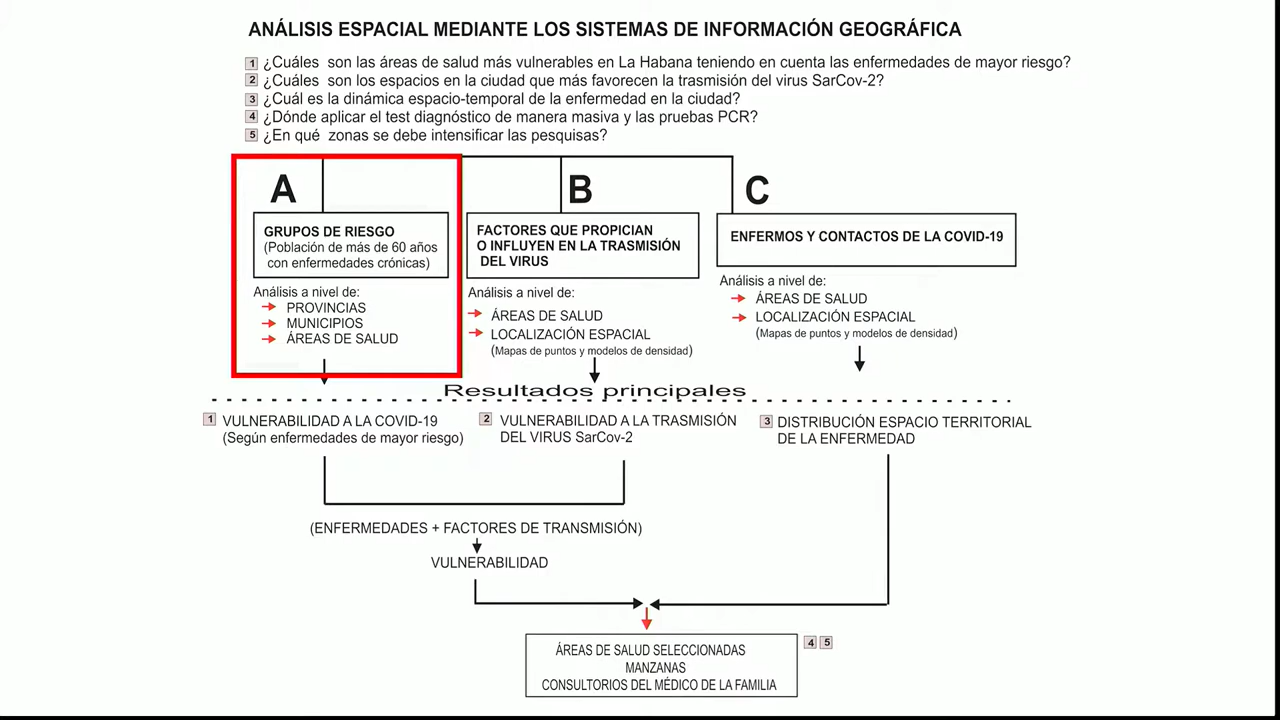 ANÁLISIS ESPACIAL MEDIANTE LOS SISTEMAS DE INFORMACIÓN GEOGRÁFICA
1 ¿Cuáles son las áreas de salud más vulnerables en La Habana teniendo en cuenta las enfermedades de mayor riesgo?
2 ¿Cuáles son los espacios en la ciudad que más favorecen la trasmisión del virus SarCov-2?
3 ¿Cuál es la dinámica espacio-temporal de la enfermedad en la ciudad?
4 ¿Dónde aplicar el test diagnóstico de manera masiva y las pruebas PCR?
5 ¿En qué zonas se debe intensificar las pesquisas?
A
GRUPOS DE RIESGO
(Población de más de 60 años
con enfermedades crónicas)
Análisis a nivel de:
PROVINCIAS
MUNICIPIOS
ÁREAS DE SALUD
B
FACTORES QUE PROPICIAN
O INFLUYEN EN LA TRASMISIÓN
DEL VIRUS
Análisis a nivel de:
ÁREAS DE SALUD
LOCALIZACIÓN ESPACIAL
(Mapas de puntos y modelos de densidad)
C
ENFERMOS Y CONTACTOS DE LA COVID-19
Análisis a nivel de:
ÁREAS DE SALUD
LOCALIZACIÓN ESPACIAL
(Mapas de puntos y modelos de densidad)
Resultados principales
1 VULNERABILIDAD A LA COVID-19
(Según enfermedades de mayor riesgo)
2 VULNERABILIDAD A LA TRASMISIÓN
DEL VIRUS SarCov-2
3 DISTRIBUCIÓN ESPACIO TERRITORIAL
DE LA ENFERMEDAD
(ENFERMEDADES + FACTORES DE TRANSMISIÓN)
VULNERABILIDAD
ÁREAS DE SALUD SELECCIONADAS
MANZANAS
CONSULTORIOS DEL MÉDICO DE LA FAMILIA
4 5